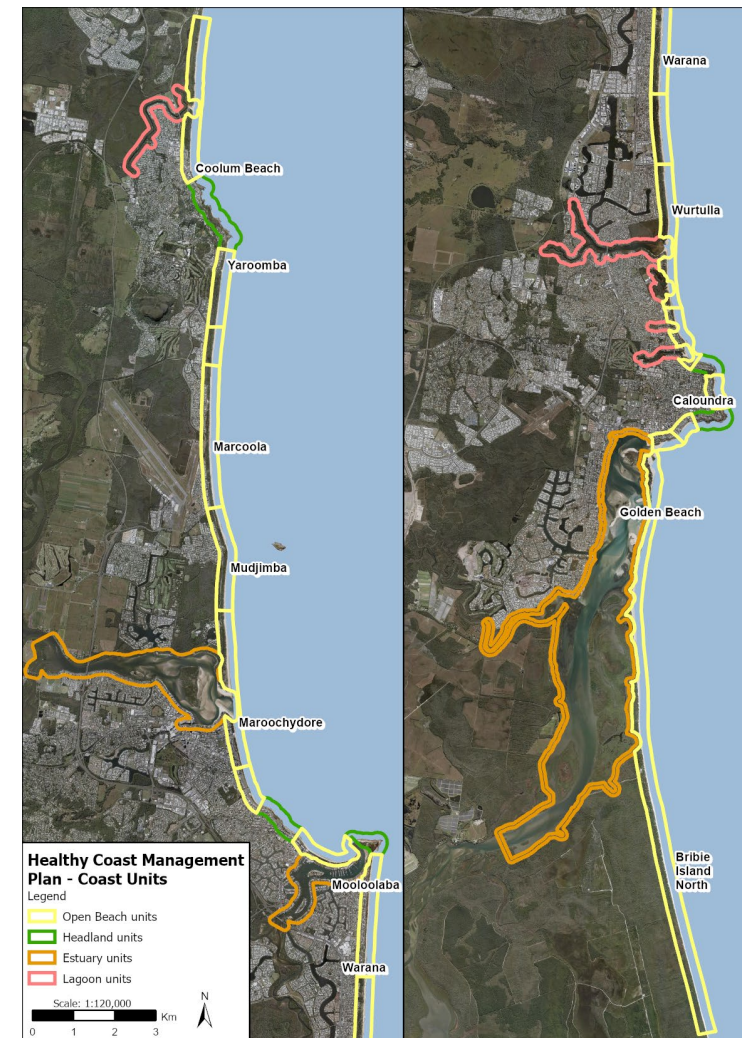 Coolum Beach
Yaroomba
Marcoola
Mudjimba
Maroochydore
Mooloolaba
Warana
Healthy Coast Management
Plan - Coast Units
Legend
Open Beach units
Headland units
Estuary units
Lagoon units
Scale: 1:120,000
N
0 1 2 3 Km
Warana
Wurtulla
Caloundra
Golden Beach
Bribie
Island
North